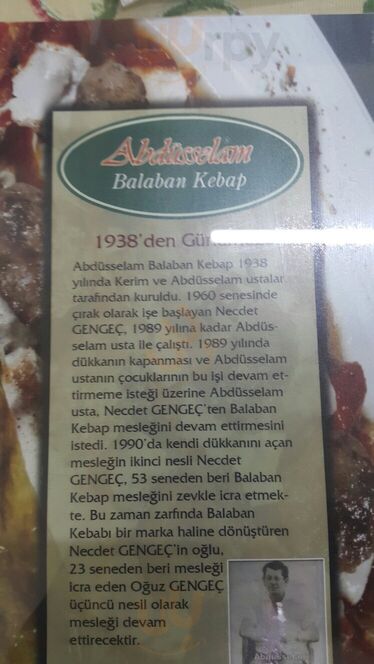 Abdüsselam
Balaban Kebap
1938'den
Abdüsselam Balaban Kebap 1938
yılında Kerim ve Abdüsselam ustalar
tarafından kuruldu. 1960 senesinde
çırak olarak işe başlayan Necdet
GENGEÇ, 1989 yılına kadar Abdüs-
selam usta ile çalıştı. 1989 yılında
dükkanın kapanması ve Abdüsselam
ustanın çocuklarının bu işi devam et-
tirmeme isteği üzerine Abdüsselam
usta, Necdet GENGEÇ'ten Balaban
Kebap mesleğini devam ettirmesini
istedi. 1990'da kendi dükkanını açan
mesleğin ikinci nesli Necdet
GENGEÇ, 53 seneden beri Balaban
Kebap mesleğini zevkle icra etmek-
te. Bu zaman zarfında Balaban
Kebabı bir marka haline dönüştüren
Necdet GENGEÇ'in oğlu,
23 seneden beri mesleği
icra eden Oğuz GENGEÇ
üçüncü nesil olarak
mesleği devam
ettirecektir.
Abdüsselam